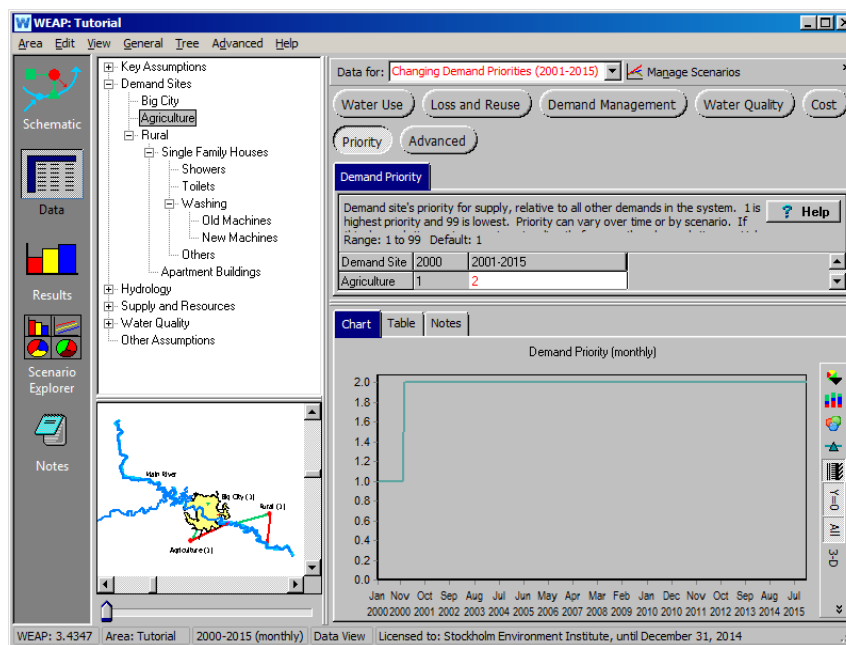 WEAP: Tutorial
Area Edit View General Tree Advanced Help
Schematic
Data
Results
Scenario
Explorer
Notes
Key Assumptions
Demand Sites
Big City
Agriculture
Rural
Single Family Houses
Showers
Toilets
Washing
Old Machines
New Machines
Others
Apartment Buildings
Hydrology
Supply and Resources
Water Quality
Other Assumptions
Main River
Big City (1)
Rural (1)
Agriculture (1)
Data for: Changing Demand Priorities (2001-2015) Manage Scenarios
Water Use Loss and Reuse Demand Management Water Quality Cost
Priority Advanced
Demand Priority
Demand site's priority for supply, relative to all other demands in the system. 1 is
highest priority and 99 is lowest. Priority can vary over time or by scenario. If
? Help
Range: 1 to 99 Default: 1
Demand Site 2000 2001-2015
Agriculture 1 2
Chart Table Notes
Demand Priority (monthly)
2.0
1.8
1.6
1.4
1.2
1.0
0.8
0.6
0.4
0.2
0.0
Jan Nov Oct Sep Aug Jul Jun May Apr Mar Feb Jan Dec Nov Oct Sep Aug Jul
2000 2000 2001 2002 2003 2004 2005 2006 2007 2008 2009 2010 2010 2011 2012 2013 2014 2015
Y=0
All
3-D
WEAP: 3.4347 Area: Tutorial 2000-2015 (monthly) Data View Licensed to: Stockholm Environment Institute, until December 31, 2014